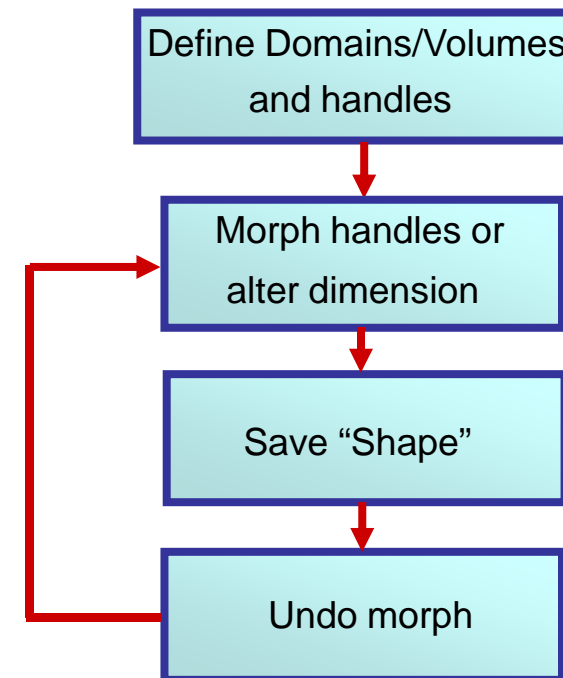 Define Domains/Volumes
and handles
Morph handles or
alter dimension
Save “Shape”
Undo morph